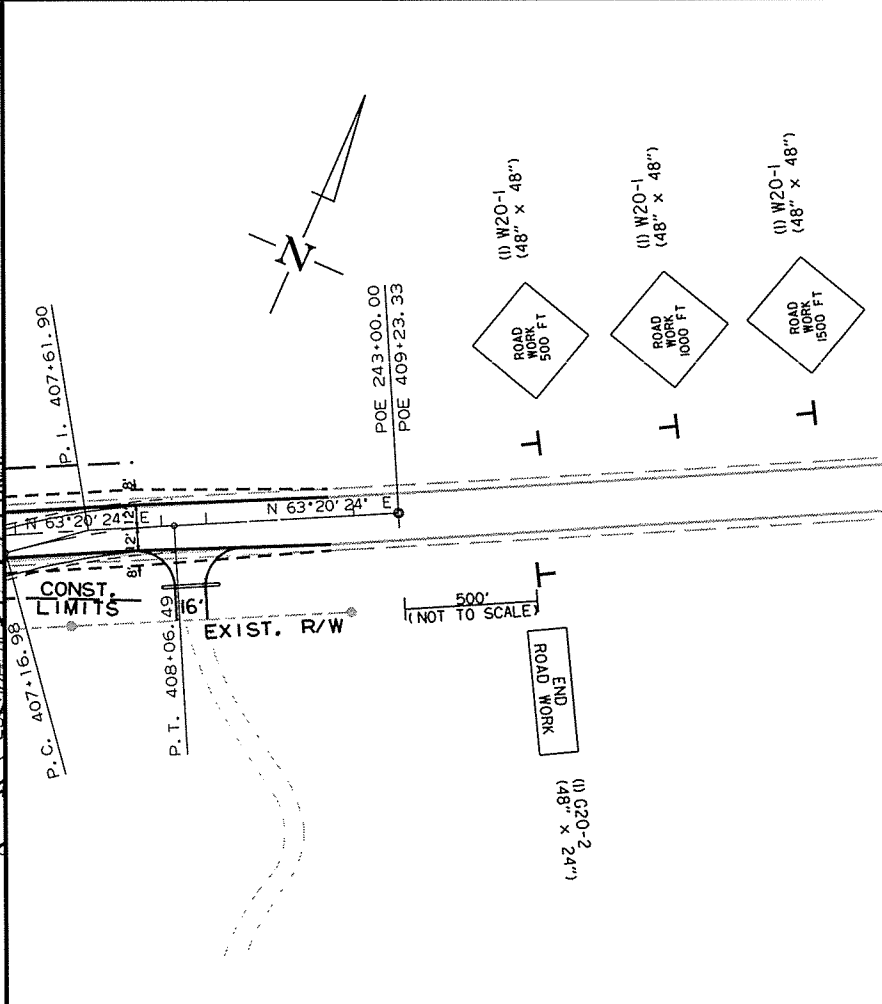 N
(1) W20-1
(48" x 48")
(1) W20-1
(48" x 48")
(1) W20-1
(48" x 48")
ROAD
WORK
500 FT
ROAD
WORK
1000 FT
ROAD
WORK
1500 FT
P.I. 407+61.90
POE 243+00.00
POE 409+23.33
8'
12'
N 63°20'24" E
N 63°20'24" E
2'
8'
CONST.
LIMITS
16'
EXIST. R/W
500'
(NOT TO SCALE)
P.C. 407+16.98
P.T. 408+06.49
END
ROAD WORK
(1) G20-2
(48" x 24")